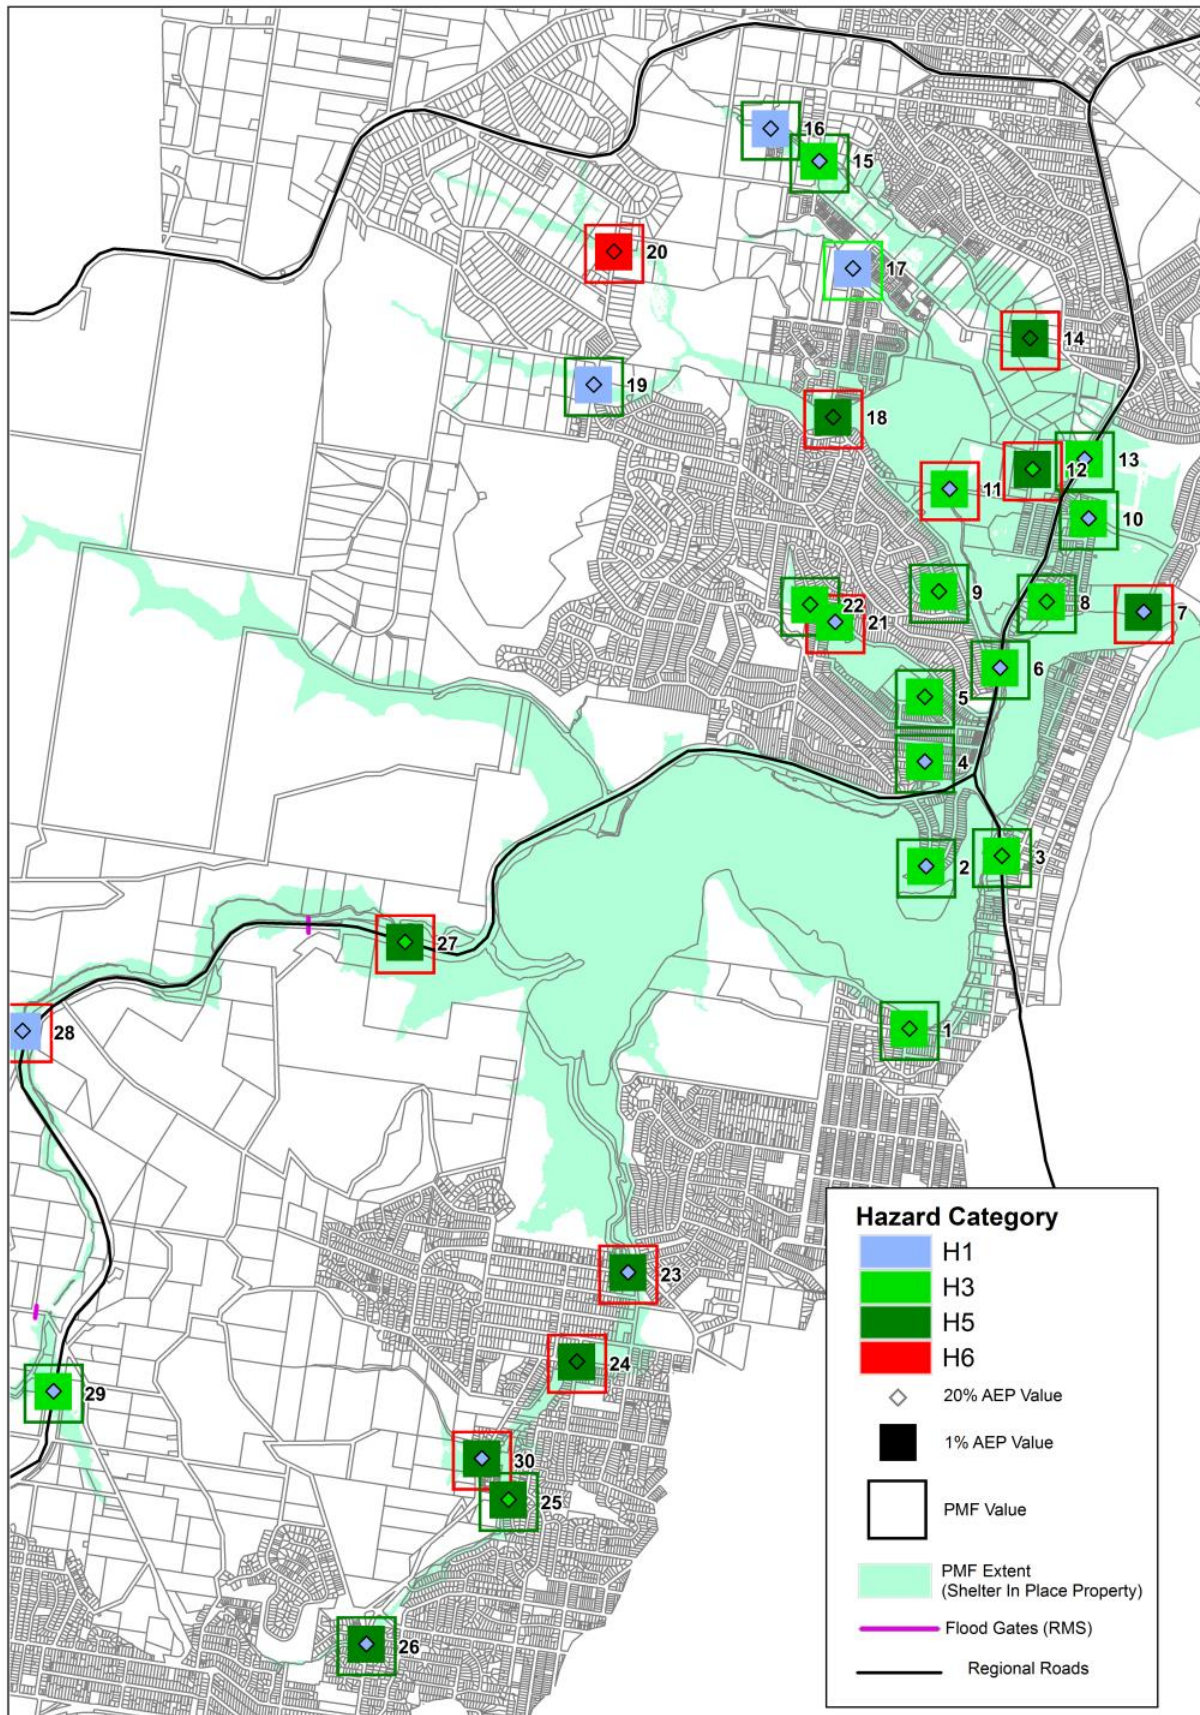 16
15
20
17
14
19
18
13
12
11
10
9
8
7
22
21
6
5
4
3
2
27
1
28
23
24
29
30
25
26
Hazard Category
H1
H3
H5
H6
20% AEP Value
1% AEP Value
PMF Value
PMF Extent
(Shelter In Place Property)
Flood Gates (RMS)
Regional Roads